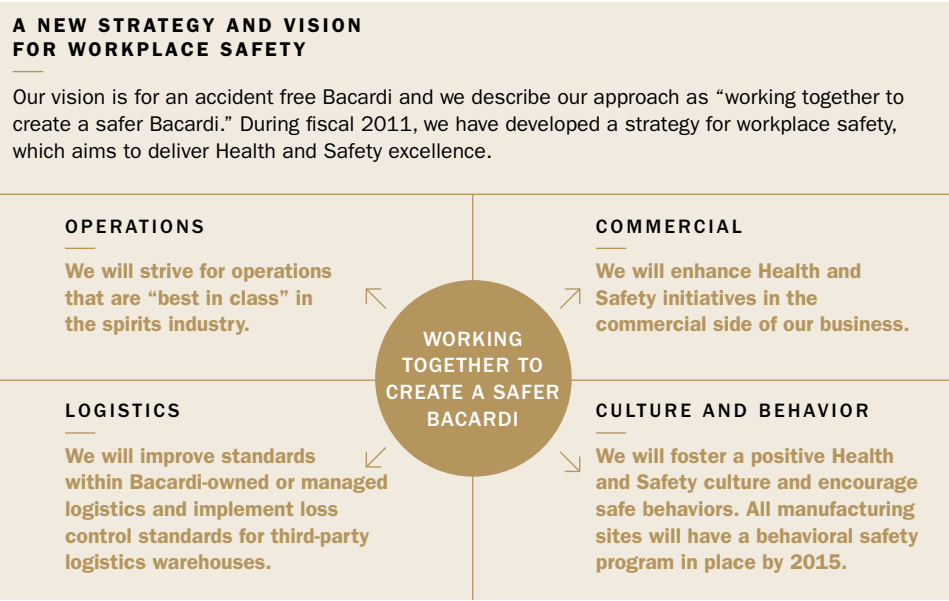 A NEW STRATEGY AND VISION
FOR WORKPLACE SAFETY
Our vision is for an accident free Bacardi and we describe our approach as “working together to
create a safer Bacardi.” During fiscal 2011, we have developed a strategy for workplace safety,
which aims to deliver Health and Safety excellence.
OPERATIONS
We will strive for operations
that are “best in class” in
the spirits industry.
COMMERCIAL
We will enhance Health and
Safety initiatives in the
commercial side of our business.
WORKING
TOGETHER TO
CREATE A SAFER
BACARDI
LOGISTICS
We will improve standards
within Bacardi-owned or managed
logistics and implement loss
control standards for third-party
logistics warehouses.
CULTURE AND BEHAVIOR
We will foster a positive Health
and Safety culture and encourage
safe behaviors. All manufacturing
sites will have a behavioral safety
program in place by 2015.